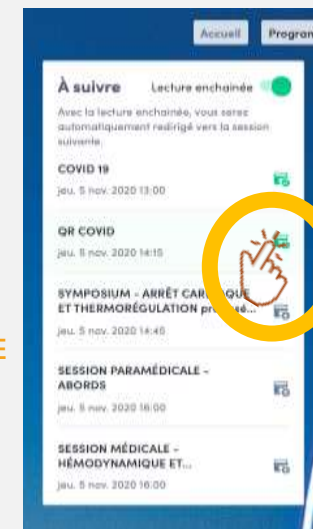 Accueil Program
À suivre Lecture enchainée
Avec la lecture enchainée, vous serez
automatiquement redirigé vers la session
suivante.
COVID 19
jeu. 5 nov. 2020 13:00
QR COVID
jeu. 5 nov. 2020 14:15
SYMPOSIUM - ARRÊT
ET THERMORÉGULATION
jeu. 5 nov. 2020 14:45
SESSION PARAMÉDICALE -
ABORDS
jeu. 5 nov. 2020 16:00
SESSION MÉDICALE -
HÉMODYNAMIQUE ET...
jeu. 5 nov. 2020 16:00